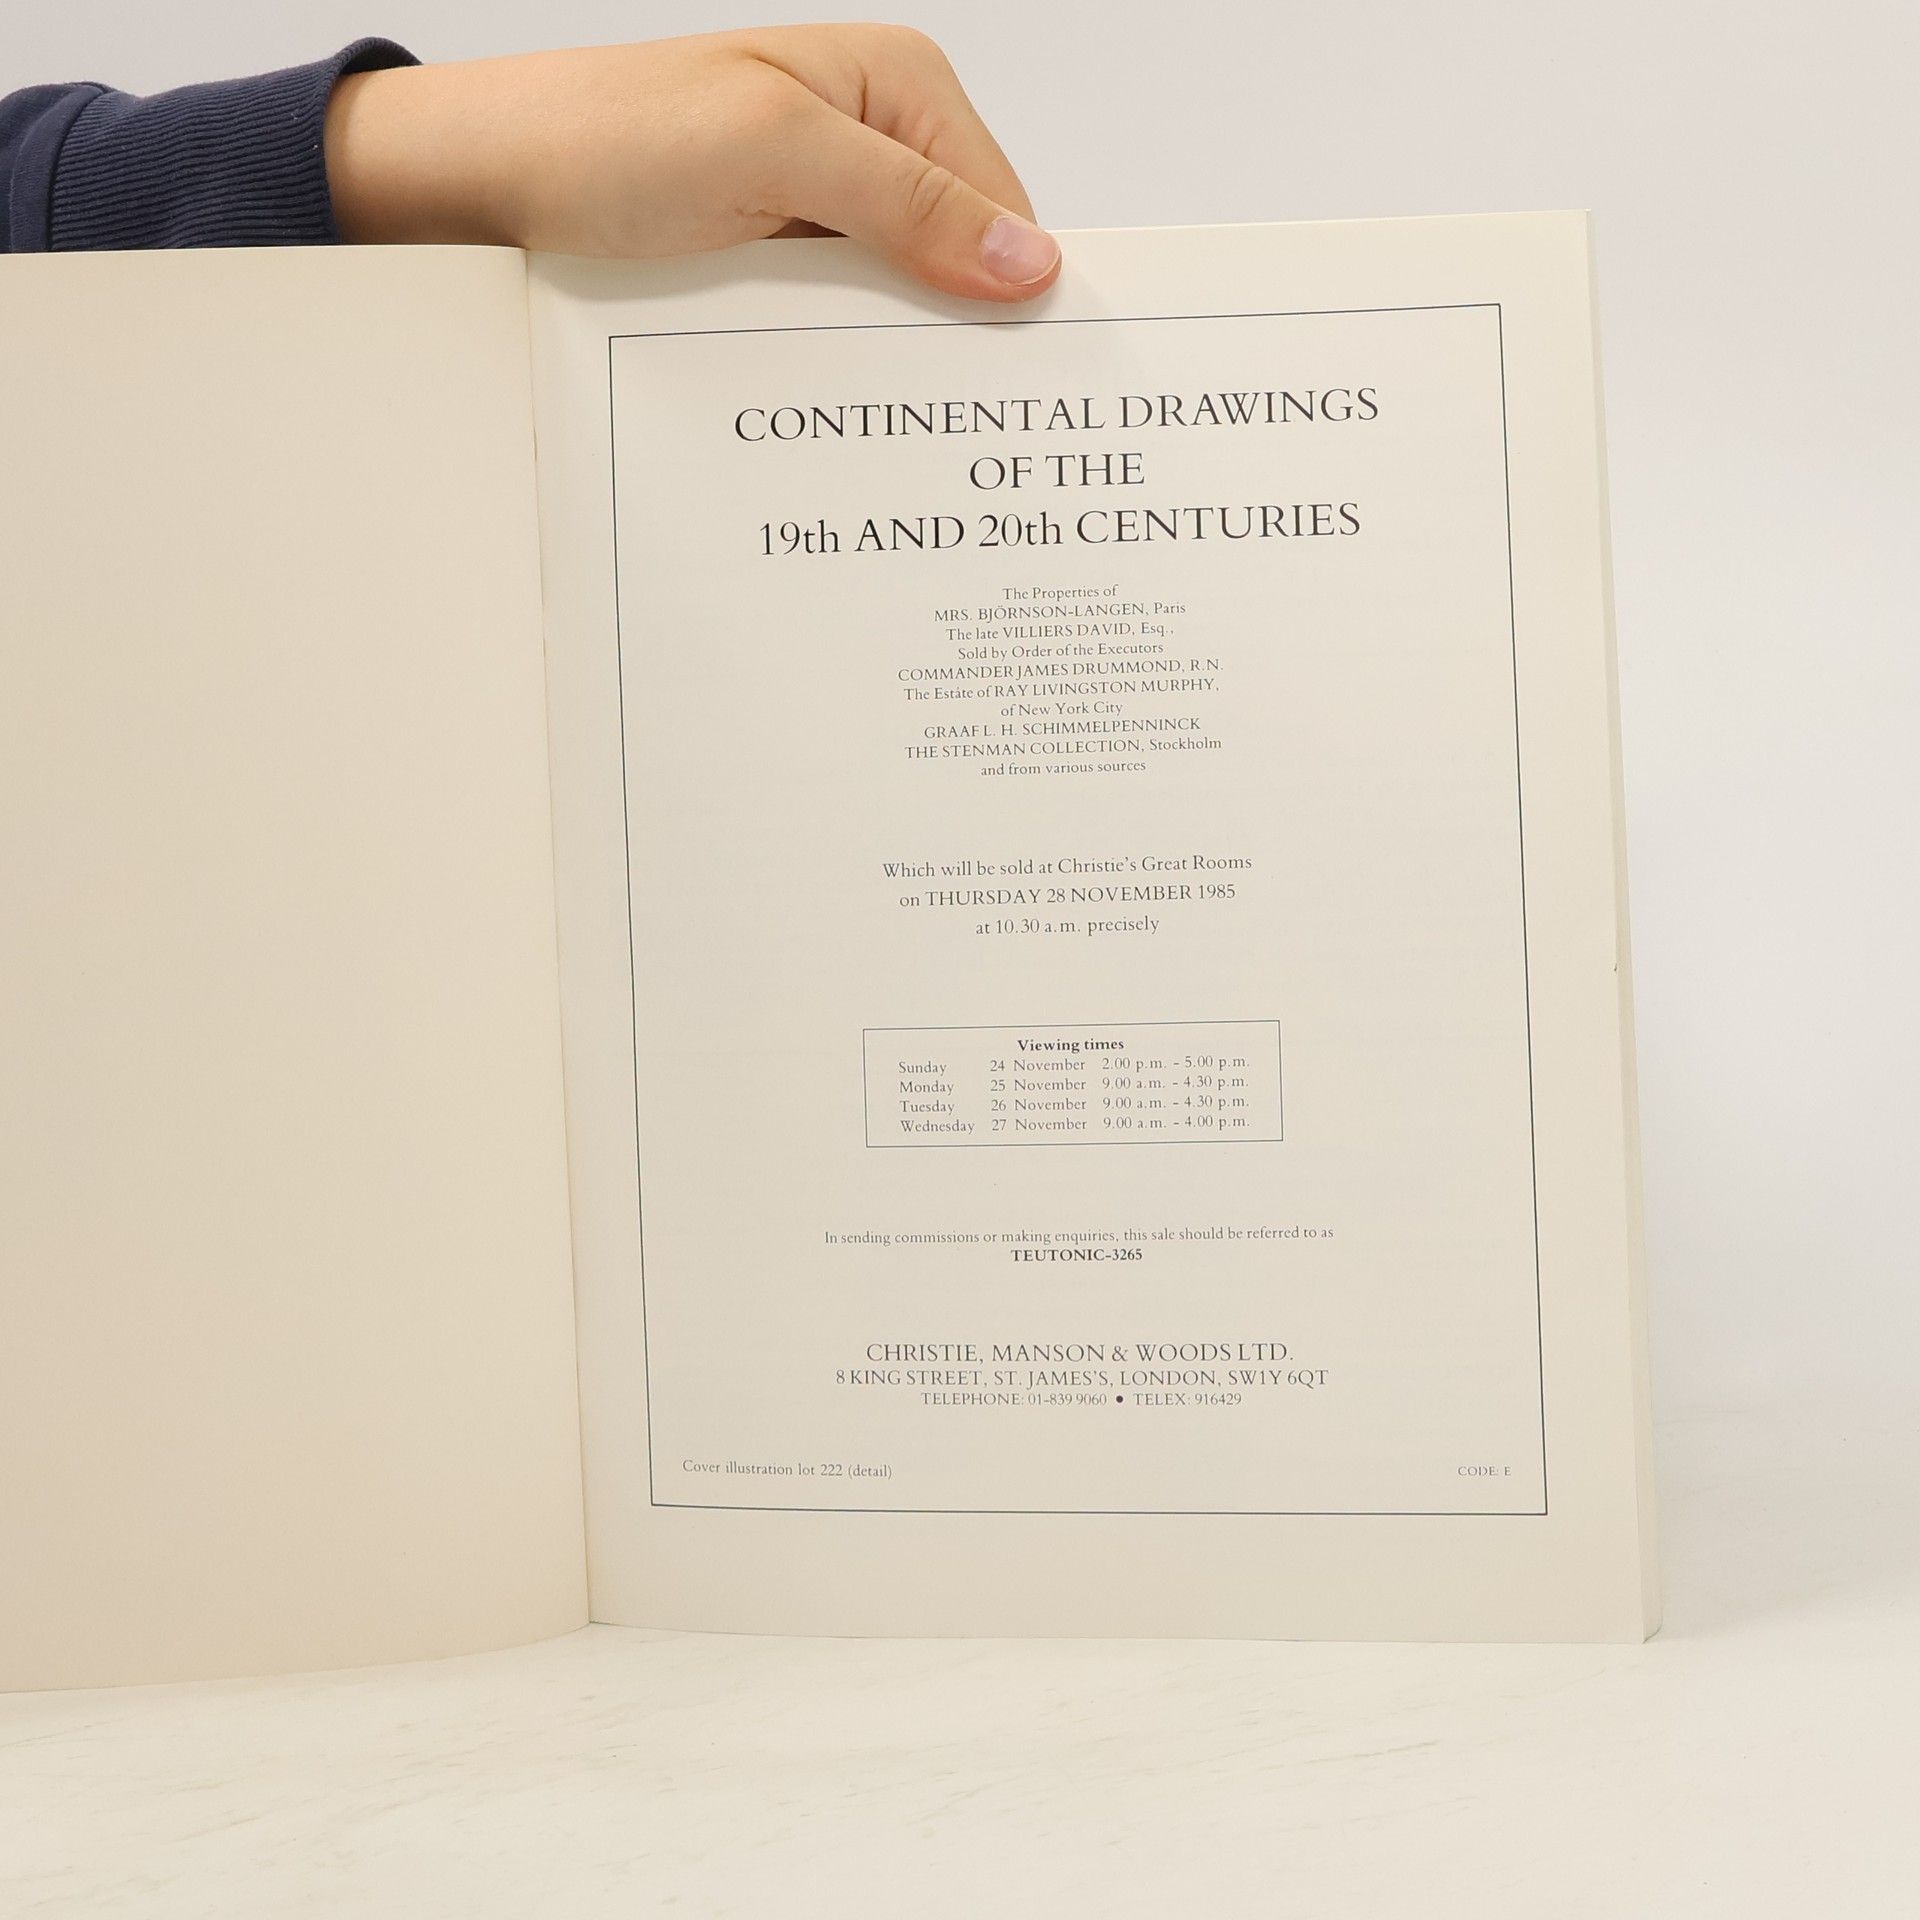 CONTINENTAL DRAWINGS
OF THE
19th AND 20th CENTURIES
The Properties of
MRS. BJÖRNSON-LANGEN, Paris
The late VILLIERS DAVID, Esq.,
Sold by Order of the Executors
COMMANDER JAMES DRUMMOND, R.N.
The Estate of RAY LIVINGSTON MURPHY,
of New York City
GRAAF L. H. SCHIMMELPENNINCK
THE STENMAN COLLECTION, Stockholm
and from various sources
Which will be sold at Christie's Great Rooms
on THURSDAY 28 NOVEMBER 1985
at 10.30 a.m. precisely
Viewing times
Sunday 24 November 2.00 p.m. - 5.00 p.m.
Monday 25 November 9.00 a.m. - 4.30 p.m.
Tuesday 26 November 9.00 a.m. - 4.30 p.m.
Wednesday 27 November 9.00 a.m. - 4.00 p.m.
In sending commissions or making enquiries, this sale should be referred to as
TEUTONIC-3265
CHRISTIE, MANSON & WOODS LTD.
8 KING STREET, ST. JAMES'S, LONDON, SW1Y 6QT
TELEPHONE: 01-839 9060 • TELEX: 916429
Cover illustration lot 222 (detail)
CODE: E